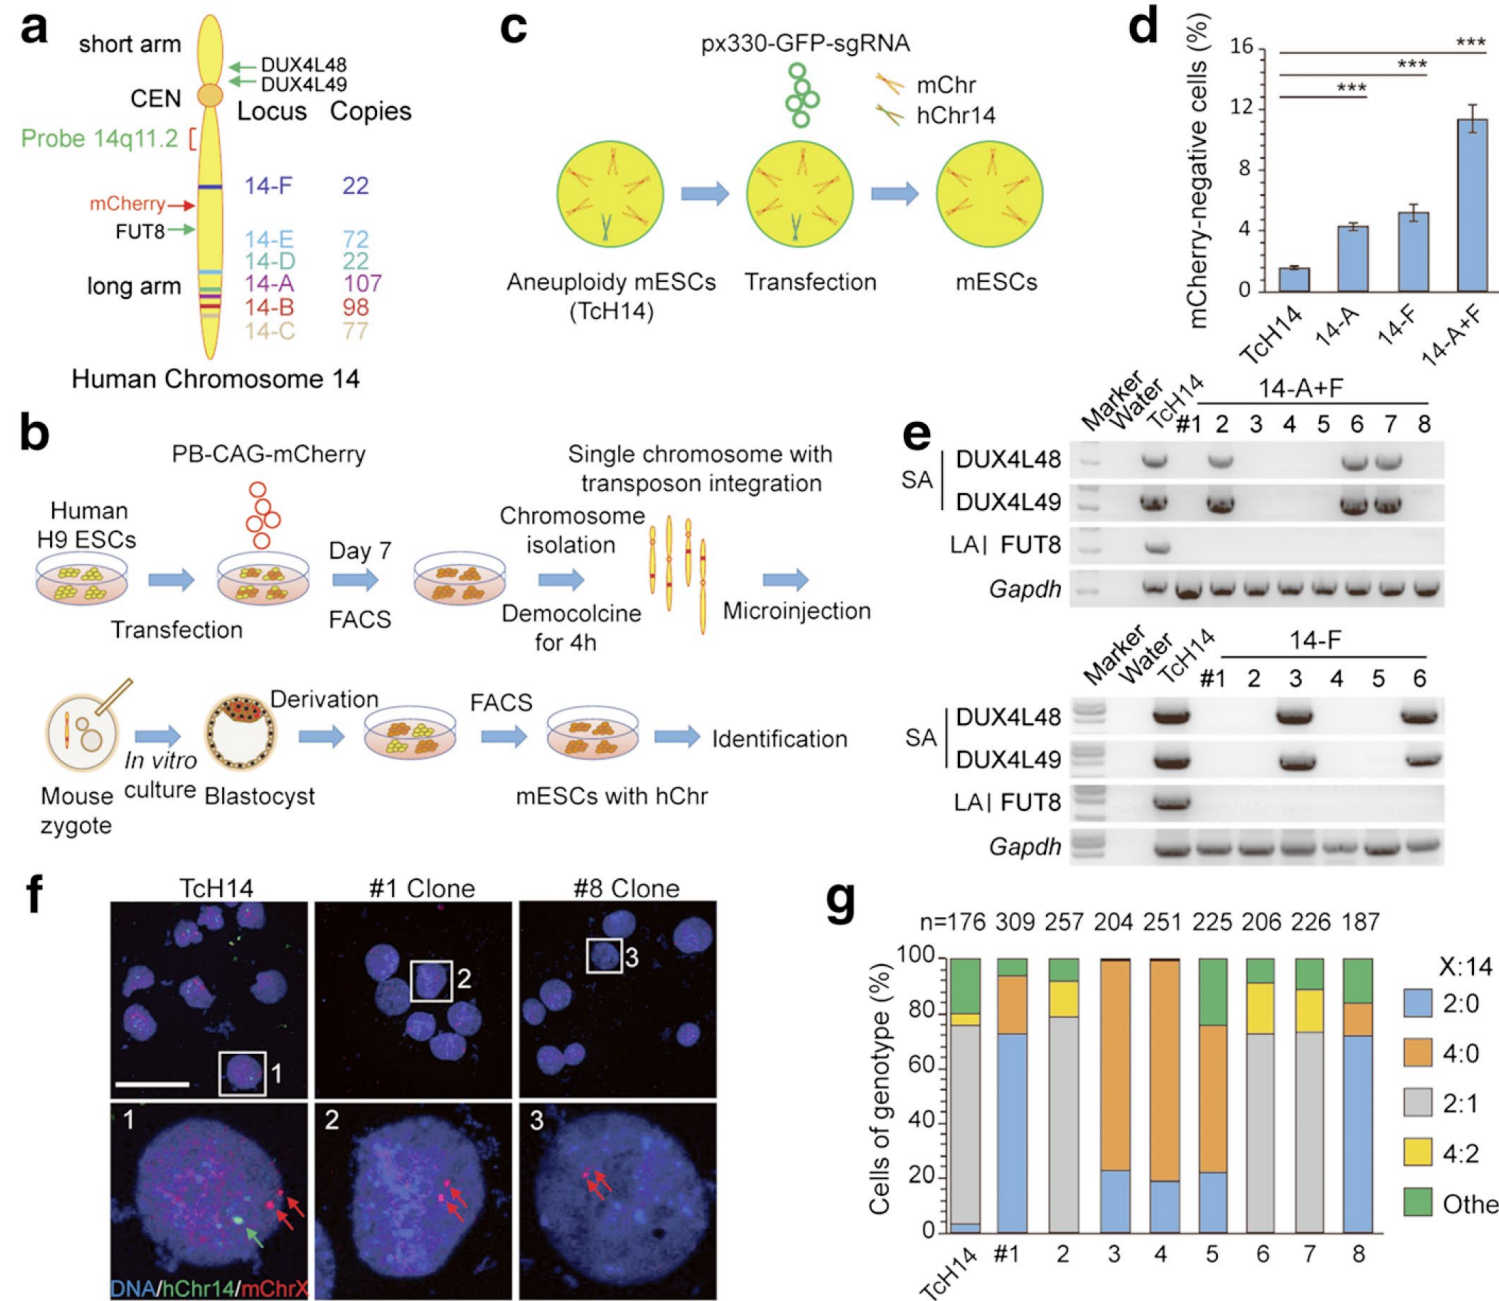 a
short arm
DUX4L48
DUX4L49
CEN
Locus Copies
Probe 14q11.2
14-F 22
mCherry
FUT8
14-E 72
14-D 22
long arm
14-A 107
14-B 98
14-C 77
Human Chromosome 14
b
PB-CAG-mCherry
Human
H9 ESCs
Transfection
Day 7
FACS
Single chromosome with
transposon integration
Chromosome
isolation
Democolcine
for 4h
Microinjection
Mouse
zygote
In vitro
culture
Blastocyst
Derivation
FACS
mESCs with hChr
Identification
c
px330-GFP-sgRNA
mChr
hChr14
Aneuploidy mESCs
(TcH14)
Transfection
mESCs
d
mCherry-negative cells (%)
16
12
8
4
0
***
***
***
TcH14
14-A
14-F
14-A+F
e
Marker
Water
TcH14
14-A+F
#1 2 3 4 5 6 7 8
SA
DUX4L48
DUX4L49
LA FUT8
Gapdh
Marker
Water
TcH14
14-F
#1 2 3 4 5 6
SA
DUX4L48
DUX4L49
LA FUT8
Gapdh
f
TcH14 #1 Clone #8 Clone
1
2
3
1
2
3
DNA/hChr14/mChrX
g
n=176 309 257 204 251 225 206 226 187
Cells of genotype (%)
100
80
60
40
20
0
TcH14 #1 2 3 4 5 6 7 8
X:14
2:0
4:0
2:1
4:2
Othe